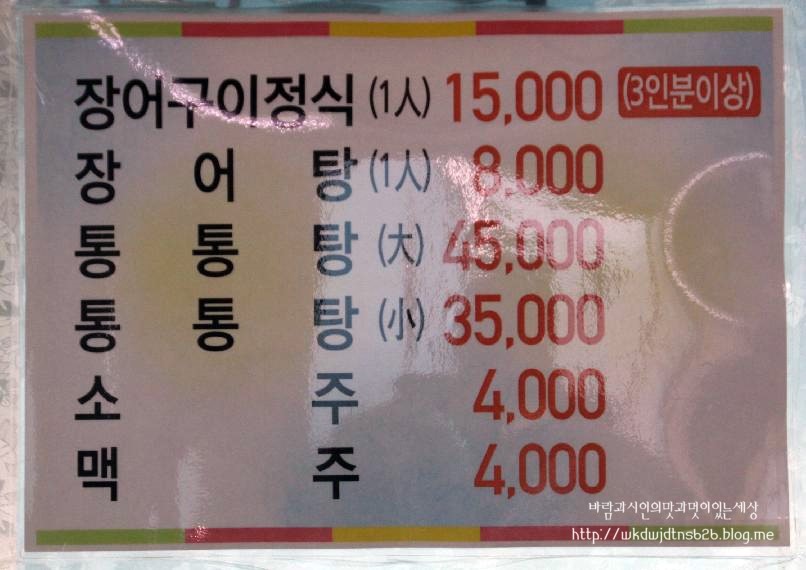 장어구이정식 (1人) 15,000 (3인분이상)
장어탕 (1人) 8,000
통통탕 (大) 45,000
통통탕 (小) 35,000
소주 4,000
맥주 4,000
바람과시인의맛과멋이있는세상
http://wkdwjdtns626.blog.me